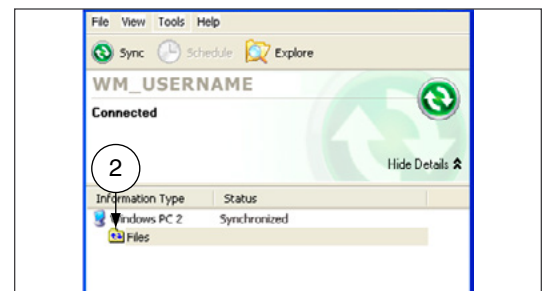 File View Tools Help
Sync Schedule Explore
WM_USERNAME
Connected
Hide Details
2
Information Type Status
Windows PC 2 Synchronized
Files